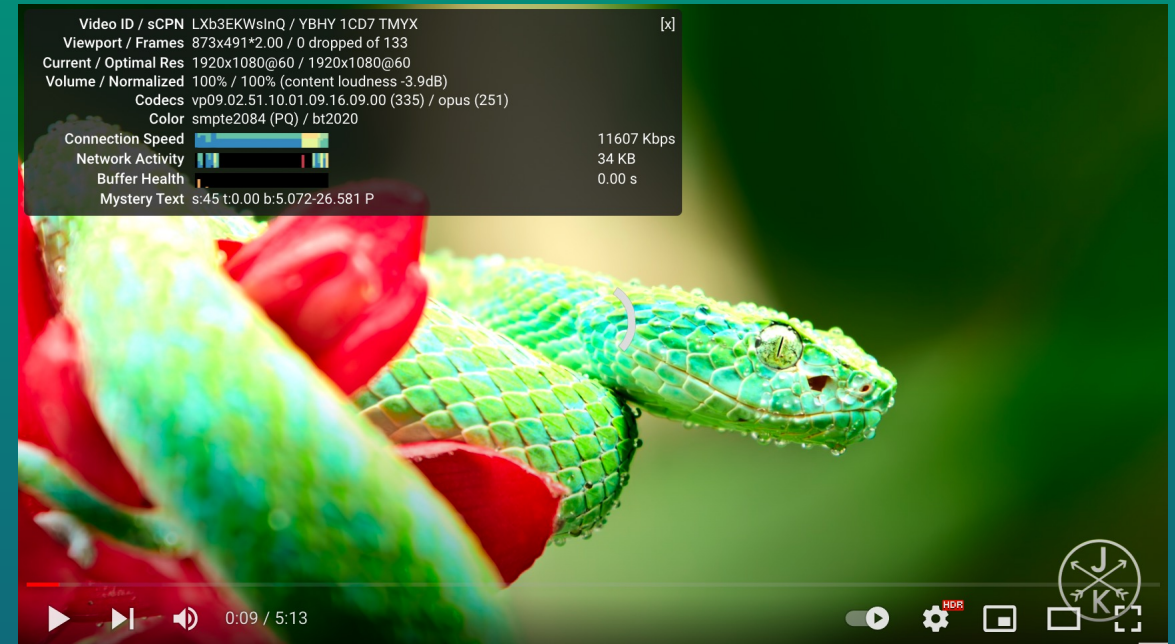 Video ID / sCPN LXb3EKWsInQ / YBHY 1CD7 TMYX [x]
Viewport / Frames 873x491*2.00 / 0 dropped of 133
Current / Optimal Res 1920x1080@60 / 1920x1080@60
Volume / Normalized 100% / 100% (content loudness -3.9dB)
Codecs vp09.02.51.10.01.09.16.09.00 (335) / opus (251)
Color smpte2084 (PQ) / bt2020
Connection Speed 11607 Kbps
Network Activity 34 KB
Buffer Health 0.00 s
Mystery Text s:45 t:0.00 b:5.072-26.581 P
J
K
0:09 / 5:13 HDR